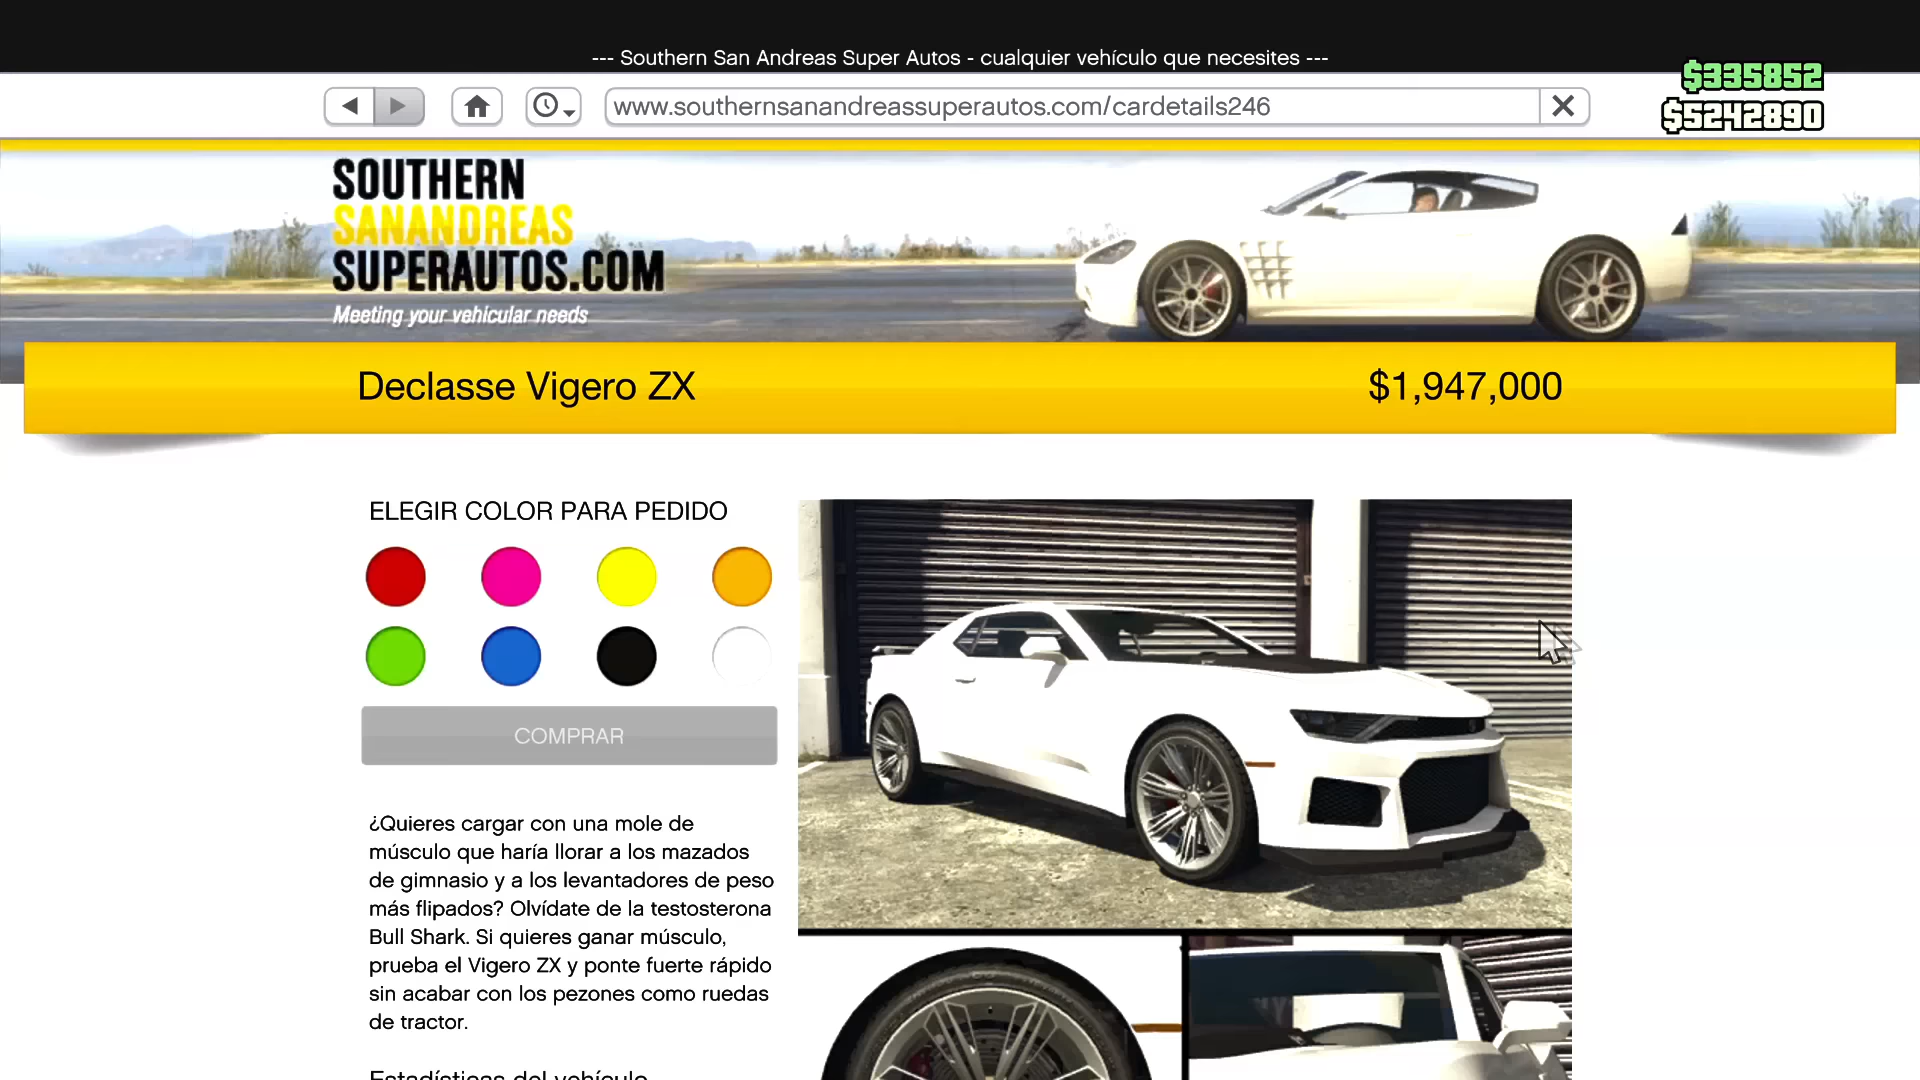 --- Southern San Andreas Super Autos - cualquier vehículo que necesites ---
$335852
www.southernsanandreassuperautos.com/cardetails246
$5242890
SOUTHERN
SANANDREAS
SUPERAUTOS.COM
Meeting your vehicular needs
Declasse Vigero ZX
$1,947,000
ELEGIR COLOR PARA PEDIDO
COMPRAR
¿Quieres cargar con una mole de
músculo que haría llorar a los mazados
de gimnasio y a los levantadores de peso
más flipados? Olvídate de la testosterona
Bull Shark. Si quieres ganar músculo,
prueba el Vigero ZX y ponte fuerte rápido
sin acabar con los pezones como ruedas
de tractor.
Estadísticas del vehículo